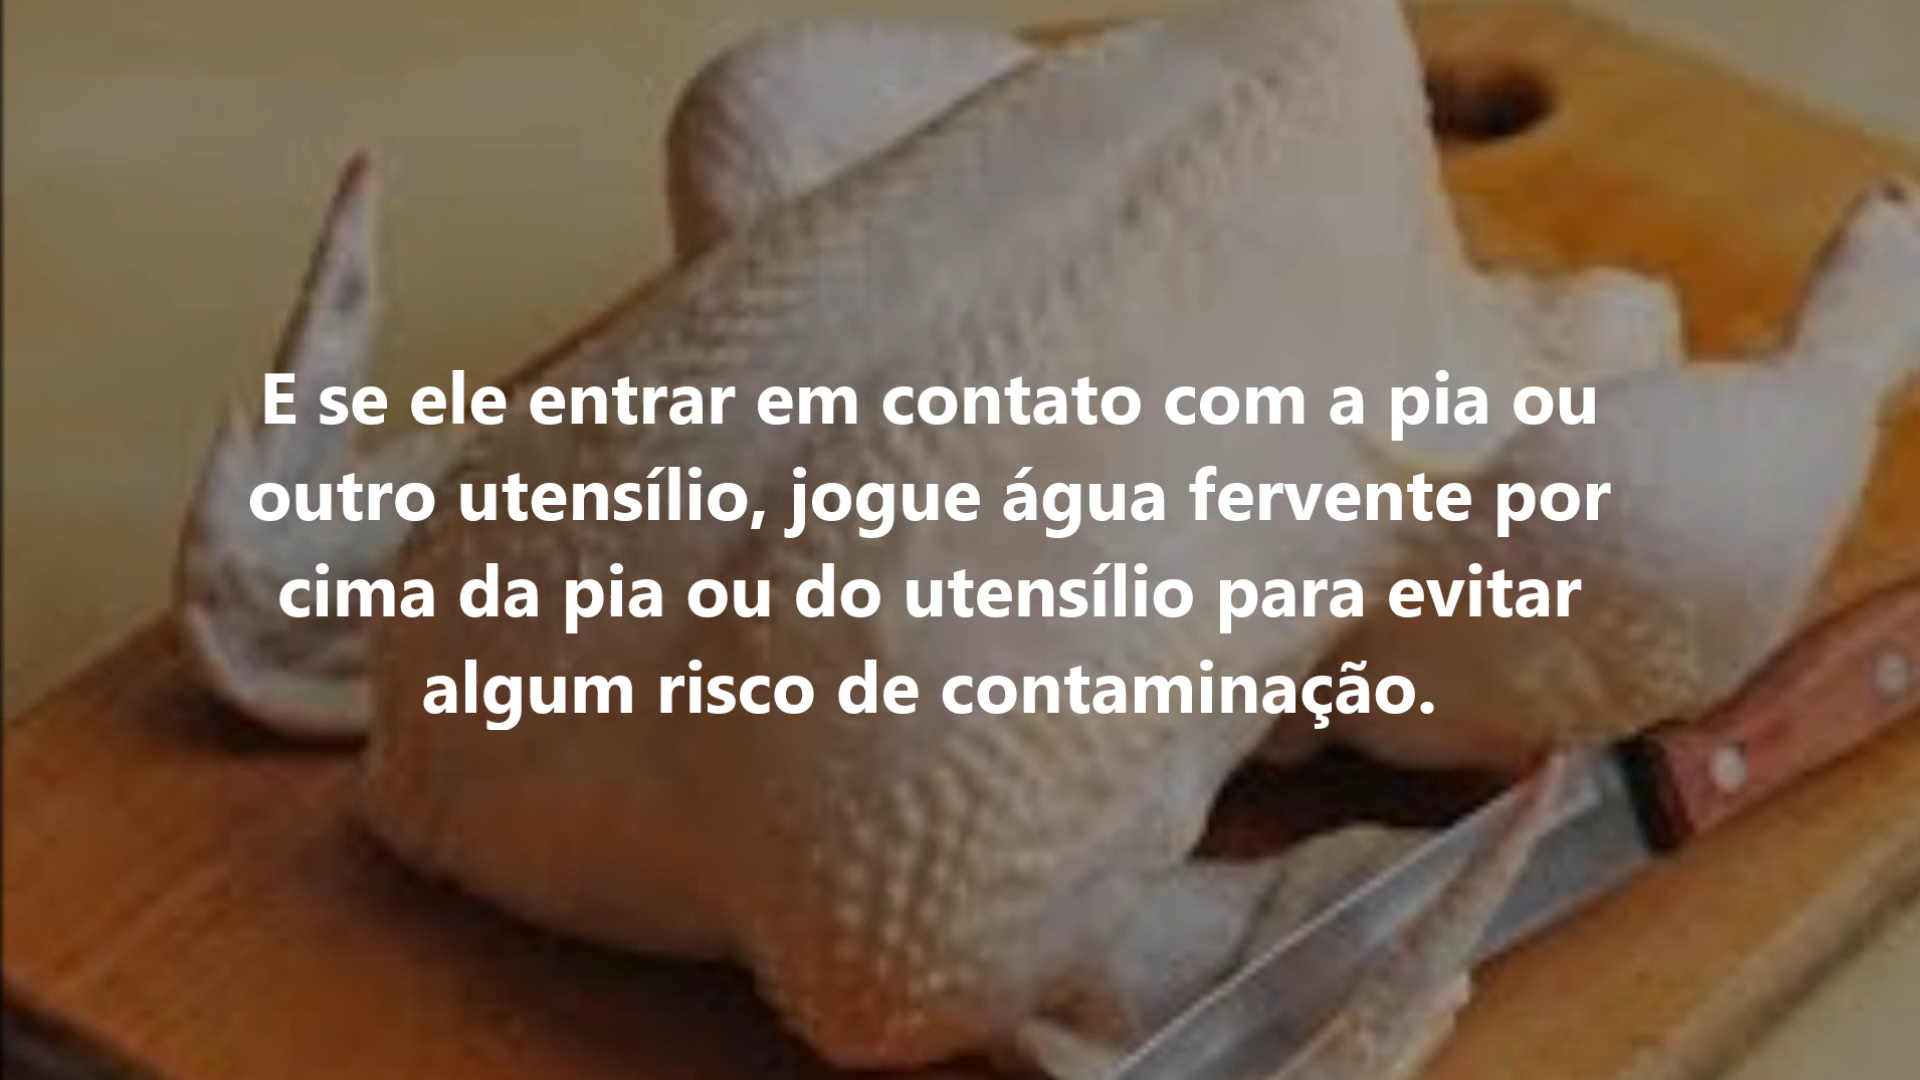 E se ele entrar em contato com a pia ou
outro utensílio, jogue água fervente por
cima da pia ou do utensílio para evitar
algum risco de contaminação.